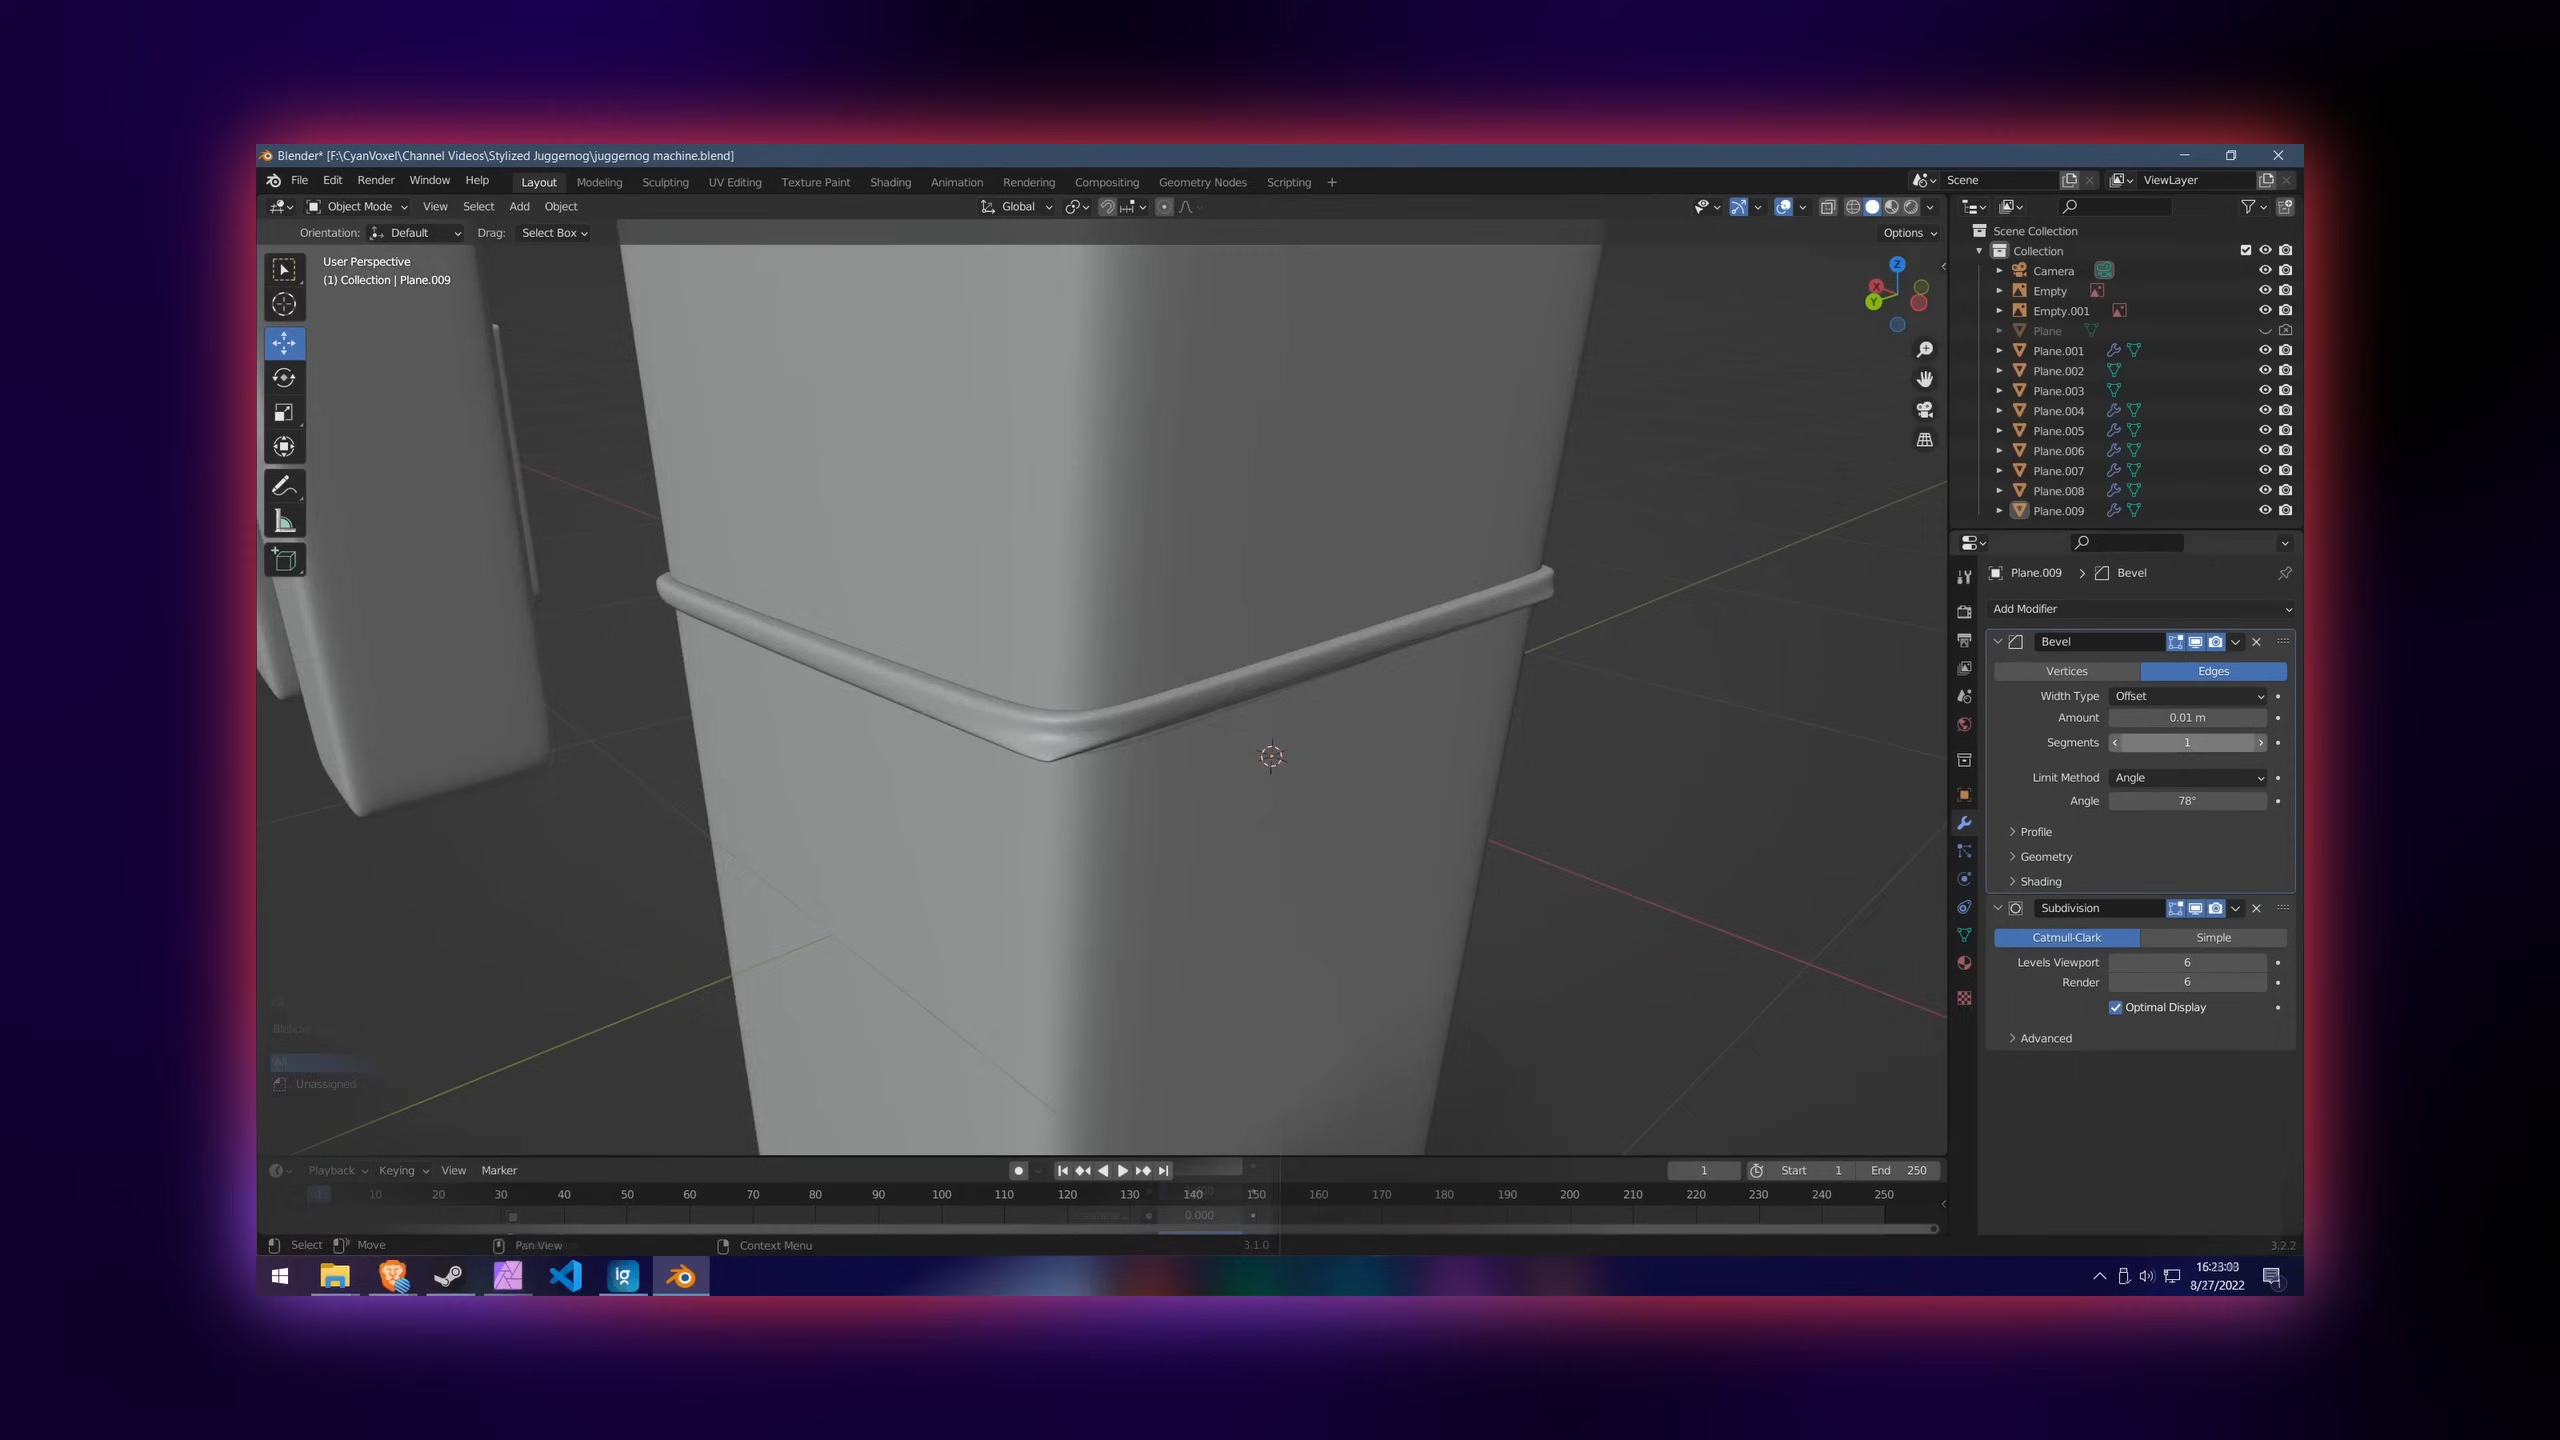 Blender* [F:\CyanVoxel\Channel Videos\Stylized Juggernog\juggernog machine.blend]
File Edit Render Window Help Layout Modeling Sculpting UV Editing Texture Paint Shading Animation Rendering Compositing Geometry Nodes Scripting + Scene ViewLayer
Object Mode View Select Add Object Global
Orientation: Default Drag: Select Box Options
User Perspective
(1) Collection | Plane.009
Z
X
Y
Scene Collection
Collection
Camera
Empty
Empty.001
Plane
Plane.001
Plane.002
Plane.003
Plane.004
Plane.005
Plane.006
Plane.007
Plane.008
Plane.009
Plane.009 > Bevel
Add Modifier
Bevel
Vertices Edges
Width Type Offset
Amount 0.01 m
Segments 1
Limit Method Angle
Angle 78°
Profile
Geometry
Shading
Subdivision
Catmull-Clark Simple
Levels Viewport 6
Render 6
Optimal Display
Advanced
Blender
All
Unassigned
Playback Keying View Marker 1 Start 1 End 250
1 10 20 30 40 50 60 70 80 90 100 110 120 130 140 150 160 170 180 190 200 210 220 230 240 250
0.000
Select Move Pan View Context Menu 3.1.0 3.2.2
ig
16:23:03
8/27/2022